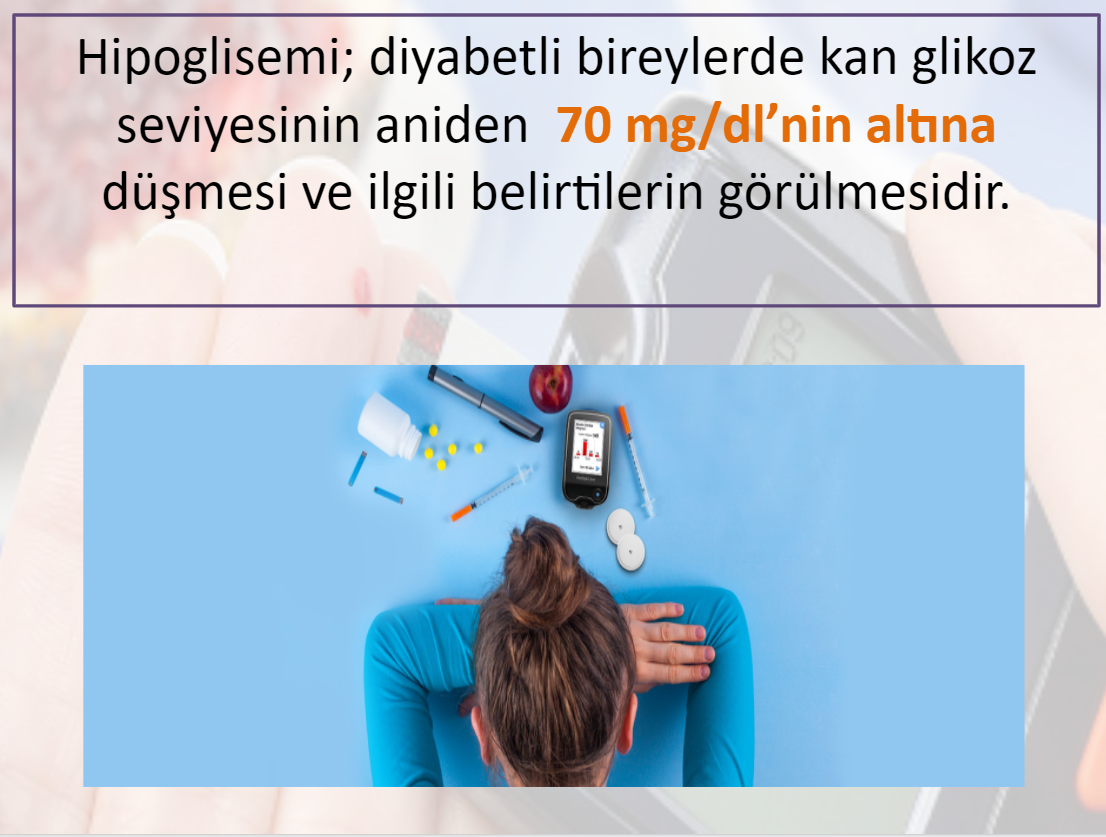 Hipoglisemi; diyabetli bireylerde kan glikoz
seviyesinin aniden 70 mg/dl’nin altına
düşmesi ve ilgili belirtilerin görülmesidir.